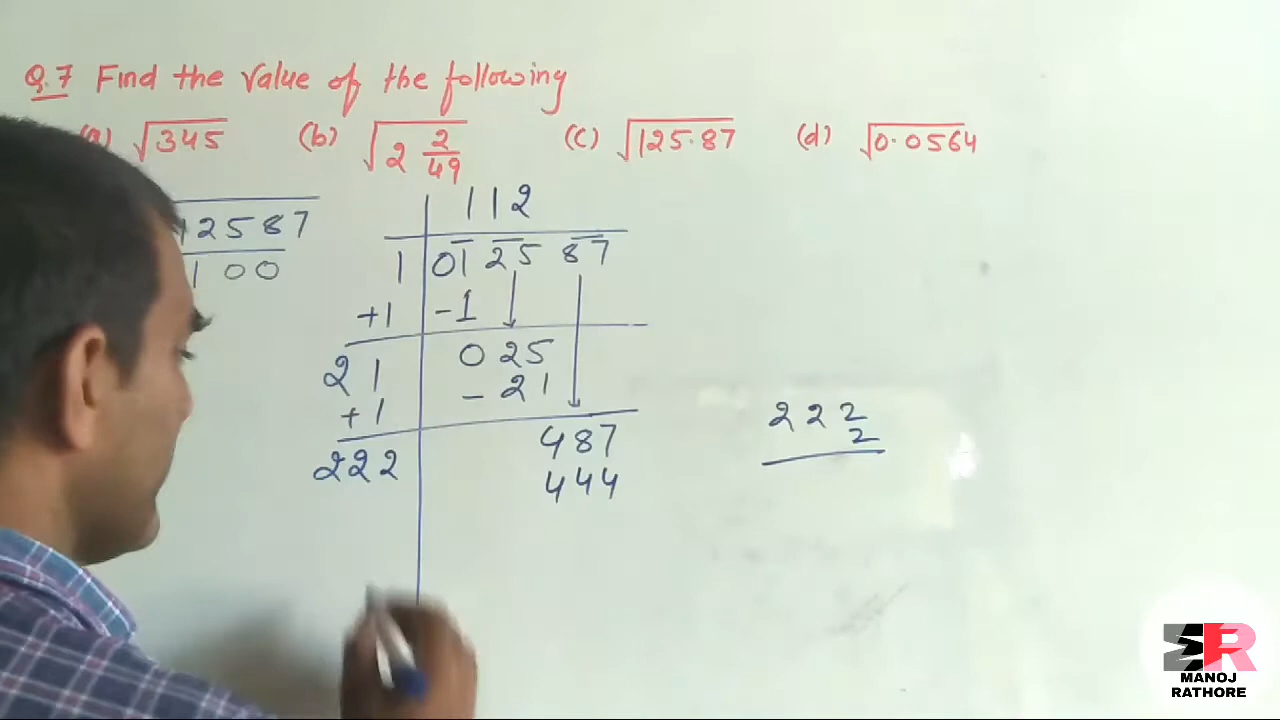 Q.7 Find the value of the following
(a) √345 (b) √2 2/49 (c) √125.87 (d) √0.0564
12587
100
112
1 01 25 87
+1 -1
21 025
+1 - 21
222 487
444
222
2
MANOJ
RATHORE